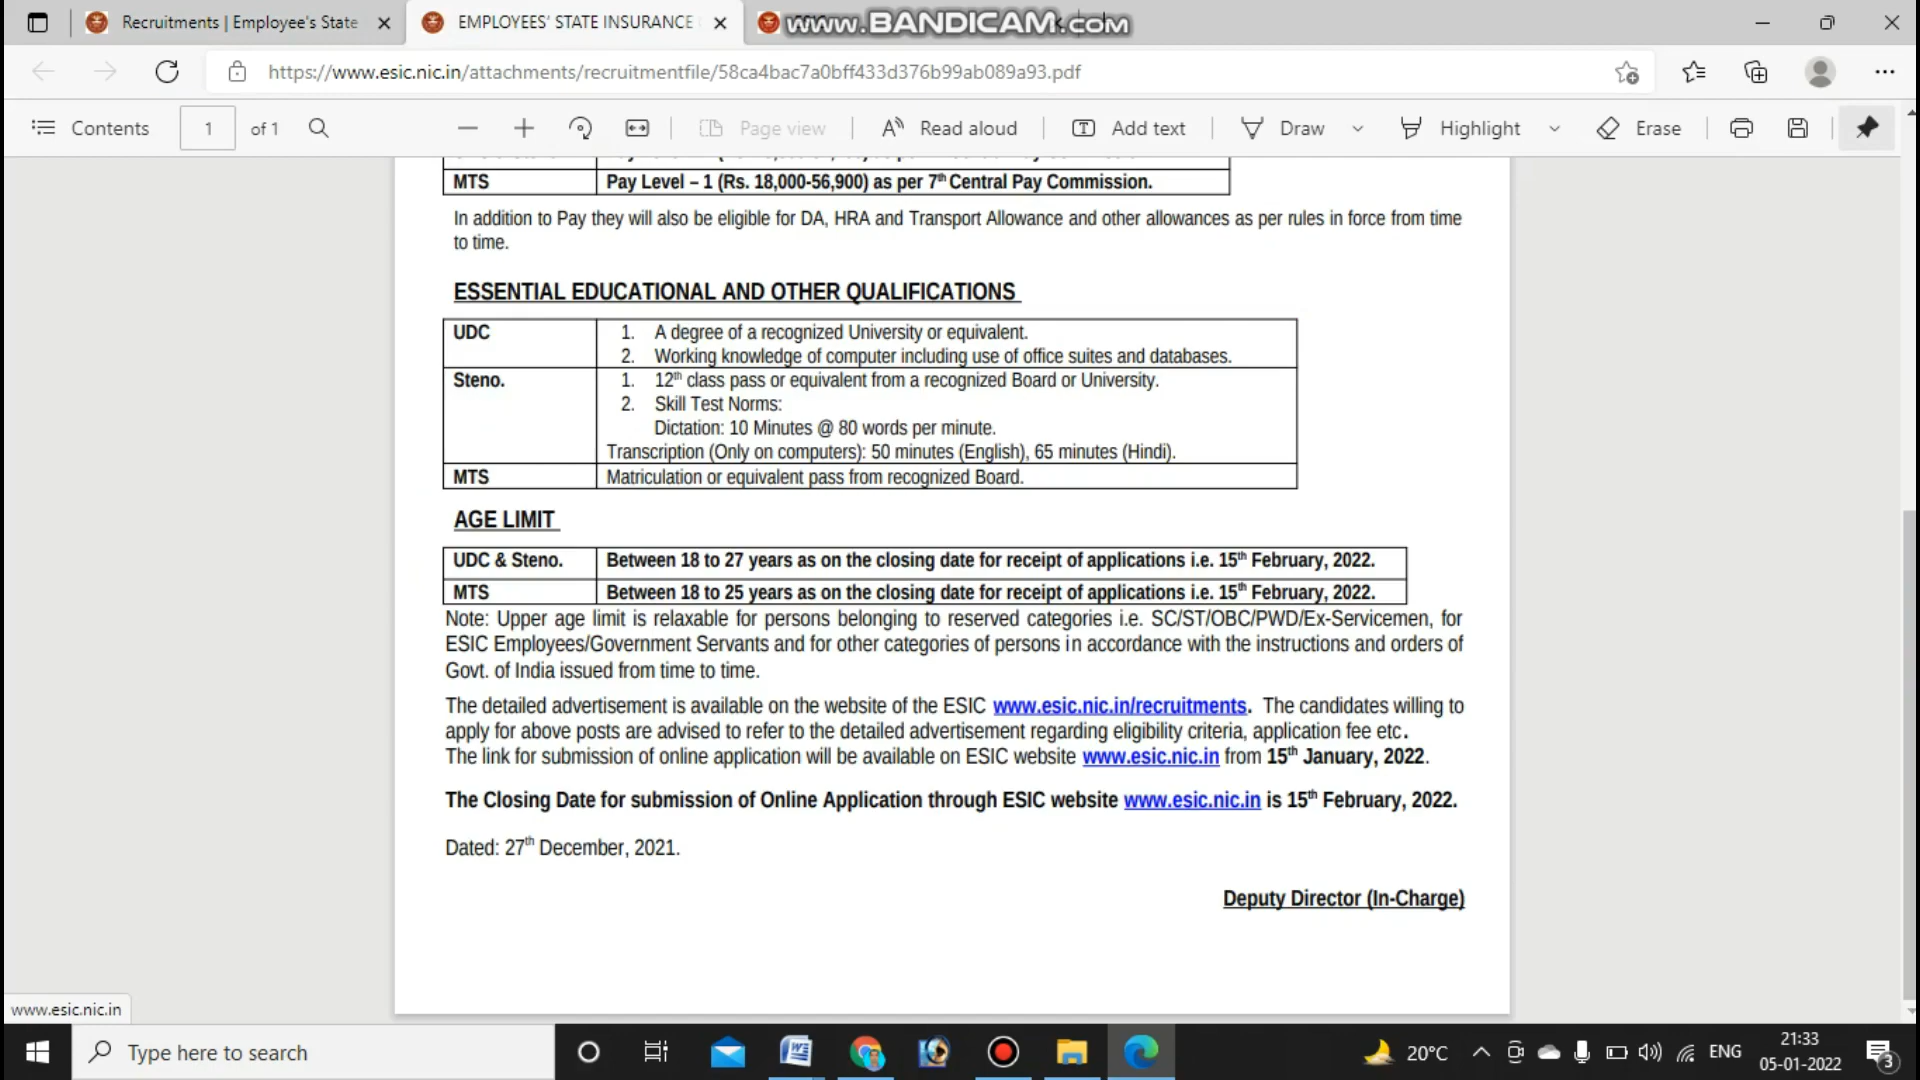 Recruitments | Employee's State
EMPLOYEES' STATE INSURANCE
www.BANDICAM.com
https://www.esic.nic.in/attachments/recruitmentfile/58ca4bac7a0bff433d376b99ab089a93.pdf
Contents 1 of 1 Page view Read aloud Add text Draw Highlight Erase
MTS Pay Level – 1 (Rs. 18,000-56,900) as per 7th Central Pay Commission.
In addition to Pay they will also be eligible for DA, HRA and Transport Allowance and other allowances as per rules in force from time
to time.
ESSENTIAL EDUCATIONAL AND OTHER QUALIFICATIONS
UDC 1. A degree of a recognized University or equivalent.
2. Working knowledge of computer including use of office suites and databases.
Steno. 1. 12th class pass or equivalent from a recognized Board or University.
2. Skill Test Norms:
Dictation: 10 Minutes @ 80 words per minute.
Transcription (Only on computers): 50 minutes (English), 65 minutes (Hindi).
MTS Matriculation or equivalent pass from recognized Board.
AGE LIMIT
UDC & Steno. Between 18 to 27 years as on the closing date for receipt of applications i.e. 15th February, 2022.
MTS Between 18 to 25 years as on the closing date for receipt of applications i.e. 15th February, 2022.
Note: Upper age limit is relaxable for persons belonging to reserved categories i.e. SC/ST/OBC/PWD/Ex-Servicemen, for
ESIC Employees/Government Servants and for other categories of persons in accordance with the instructions and orders of
Govt. of India issued from time to time.
The detailed advertisement is available on the website of the ESIC www.esic.nic.in/recruitments. The candidates willing to
apply for above posts are advised to refer to the detailed advertisement regarding eligibility criteria, application fee etc.
The link for submission of online application will be available on ESIC website www.esic.nic.in from 15th January, 2022.
The Closing Date for submission of Online Application through ESIC website www.esic.nic.in is 15th February, 2022.
Dated: 27th December, 2021.
Deputy Director (In-Charge)
www.esic.nic.in
Type here to search
20°C
ENG
21:33
05-01-2022
3